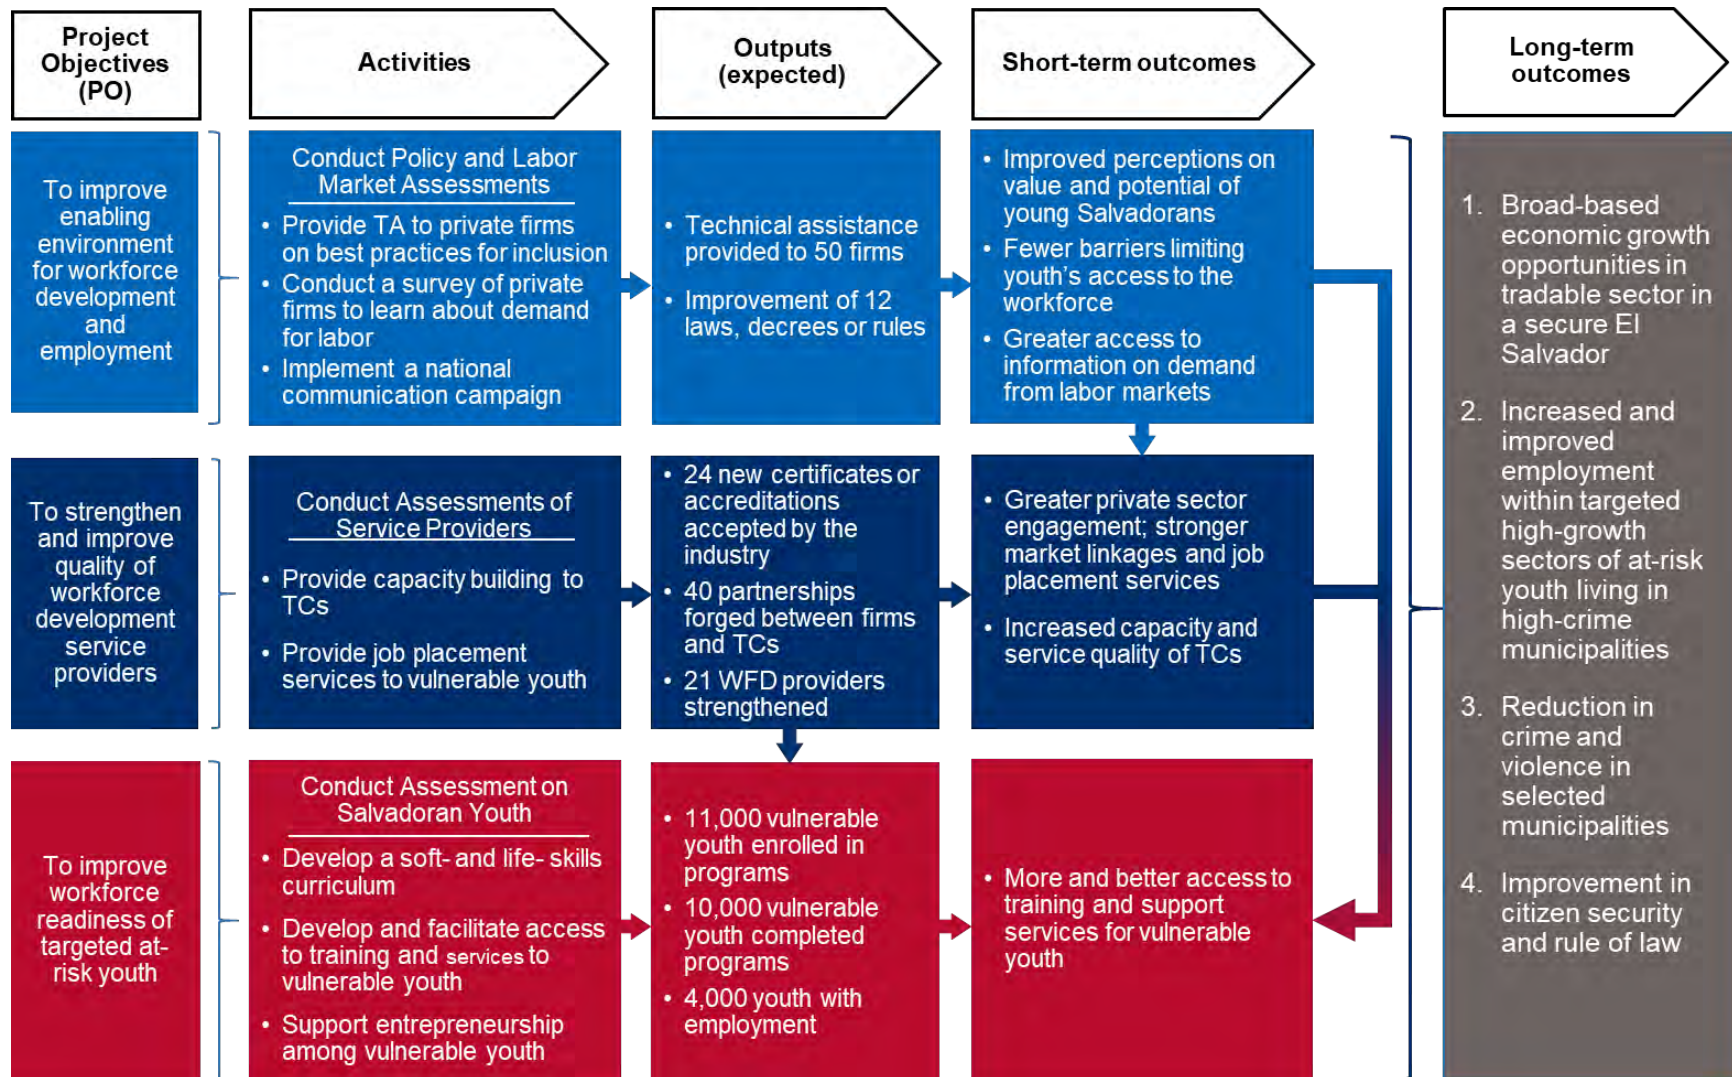 Project
Objectives
(PO)
Activities
Outputs
(expected)
Short-term outcomes
Long-term
outcomes
To improve
enabling
environment
for workforce
development
and
employment
Conduct Policy and Labor
Market Assessments
• Provide TA to private firms
on best practices for inclusion
• Conduct a survey of private
firms to learn about demand
for labor
• Implement a national
communication campaign
• Technical assistance
provided to 50 firms
• Improvement of 12
laws, decrees or rules
• Improved perceptions on
value and potential of
young Salvadorans
• Fewer barriers limiting
youth’s access to the
workforce
• Greater access to
information on demand
from labor markets
To strengthen
and improve
quality of
workforce
development
service
providers
Conduct Assessments of
Service Providers
• Provide capacity building to
TCs
• Provide job placement
services to vulnerable youth
• 24 new certificates or
accreditations
accepted by the
industry
• 40 partnerships
forged between firms
and TCs
• 21 WFD providers
strengthened
• Greater private sector
engagement; stronger
market linkages and job
placement services
• Increased capacity and
service quality of TCs
To improve
workforce
readiness of
targeted at-
risk youth
Conduct Assessment on
Salvadoran Youth
• Develop a soft- and life- skills
curriculum
• Develop and facilitate access
to training and services to
vulnerable youth
• Support entrepreneurship
among vulnerable youth
• 11,000 vulnerable
youth enrolled in
programs
• 10,000 vulnerable
youth completed
programs
• 4,000 youth with
employment
• More and better access to
training and support
services for vulnerable
youth
1. Broad-based
economic growth
opportunities in
tradable sector in
a secure El
Salvador
2. Increased and
improved
employment
within targeted
high-growth
sectors of at-risk
youth living in
high-crime
municipalities
3. Reduction in
crime and
violence in
selected
municipalities
4. Improvement in
citizen security
and rule of law